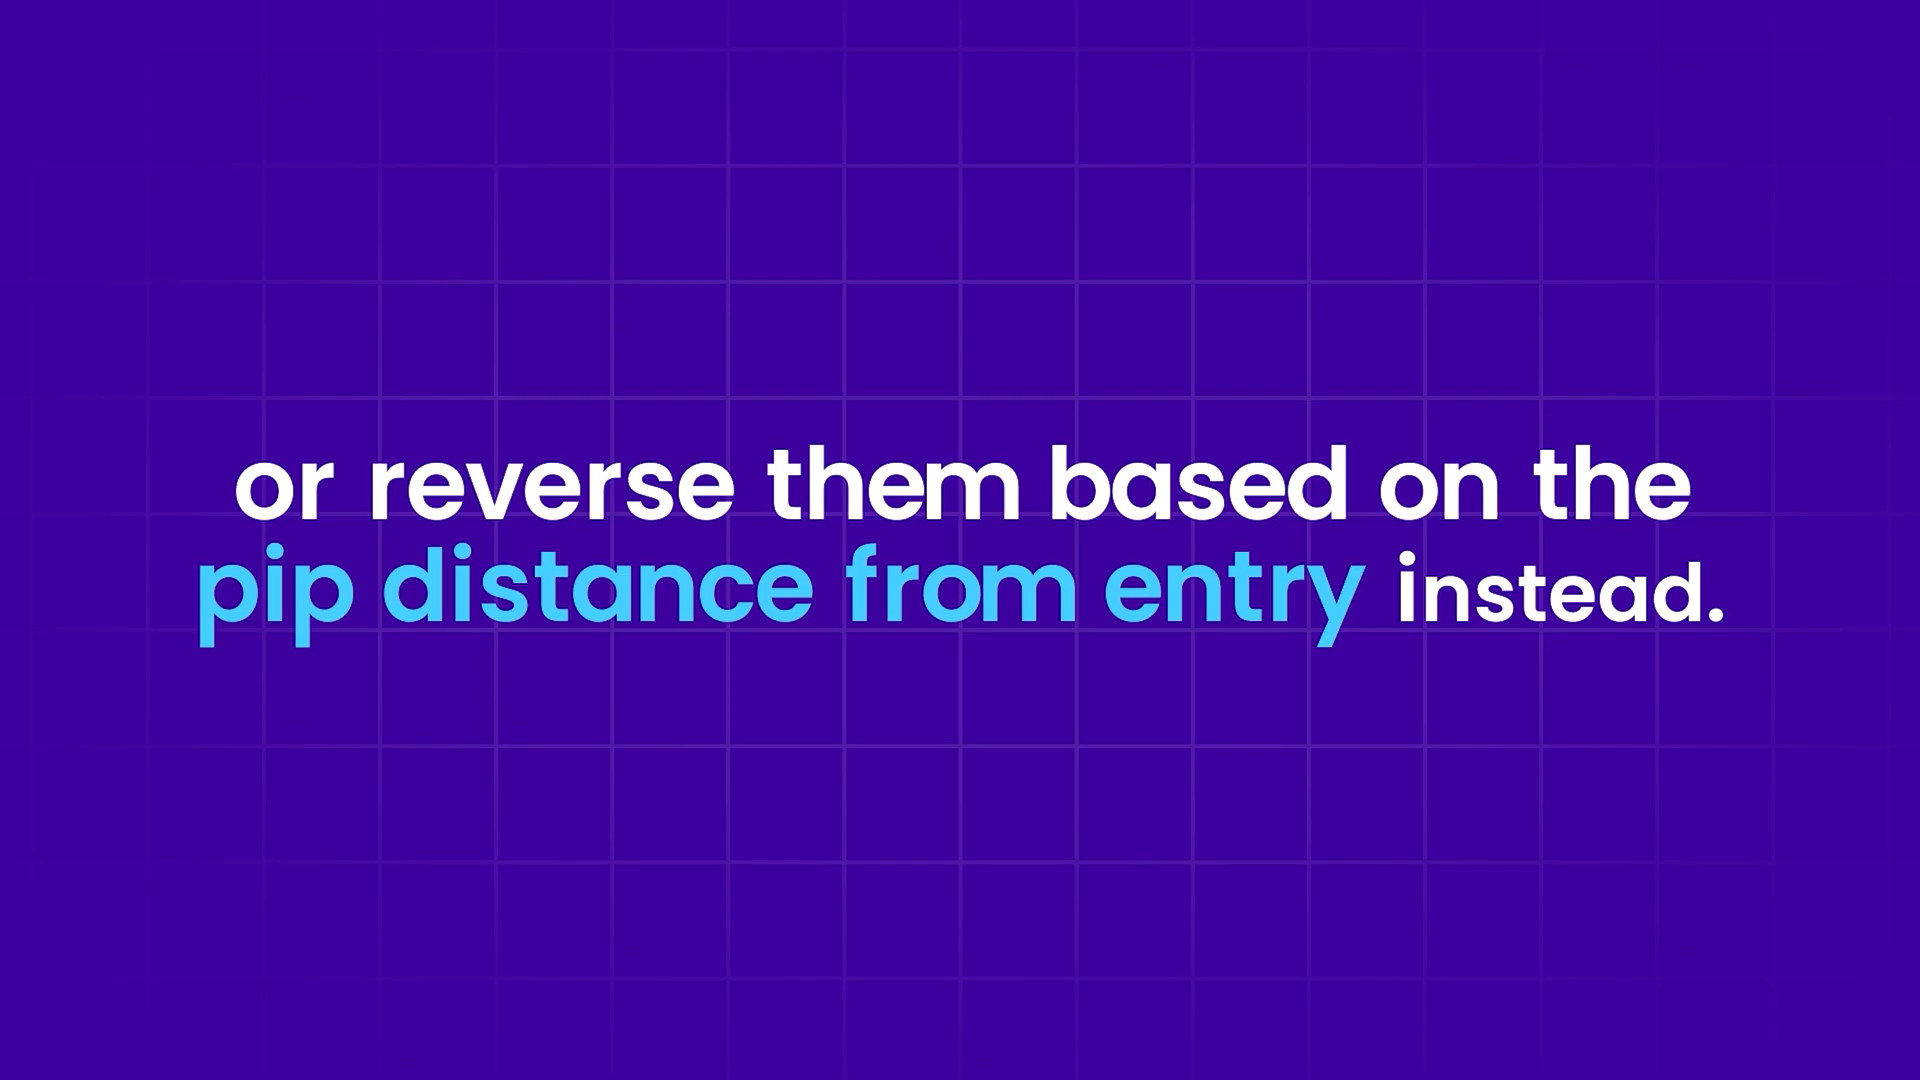 or reverse them based on the
pip distance from entry instead.